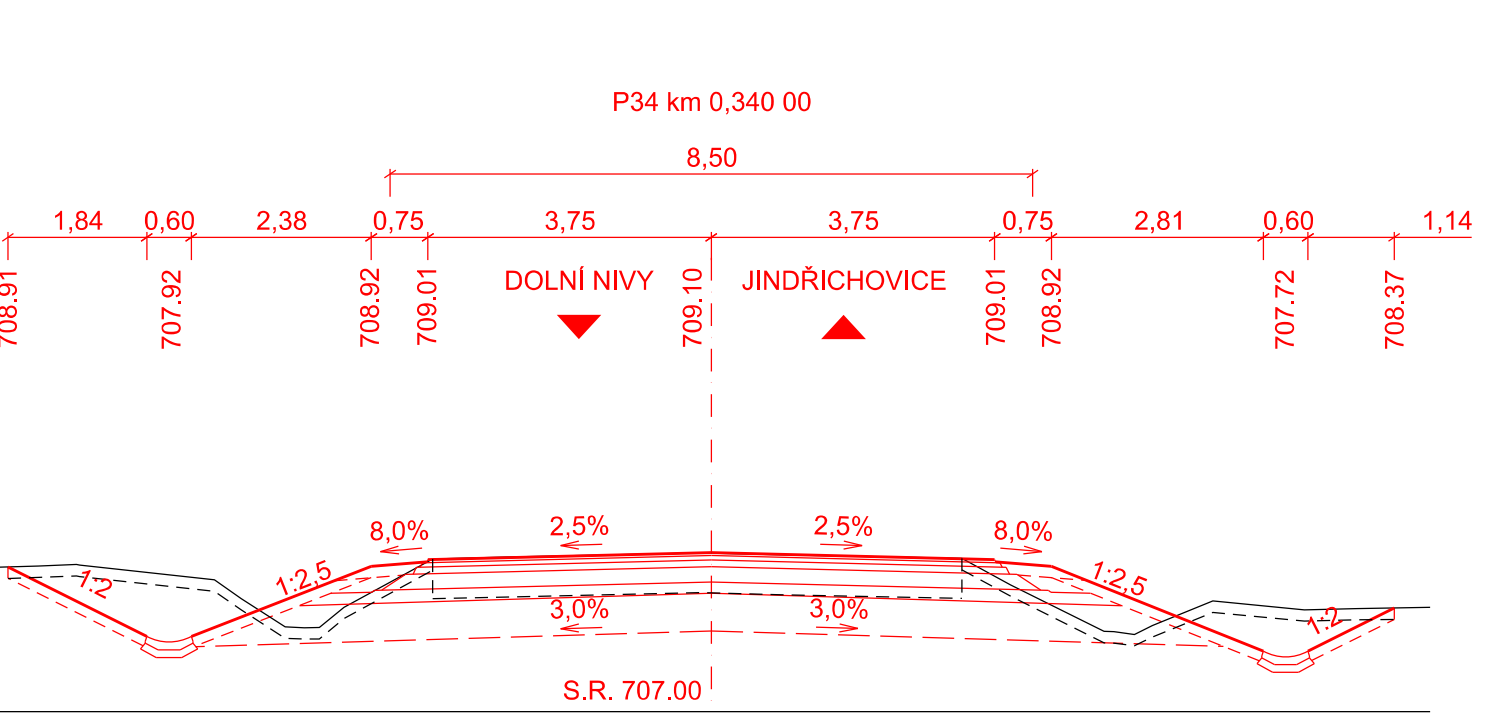 P34 km 0,340 00
8,50
1,84 0,60 2,38 0,75 3,75 3,75 0,75 2,81 0,60 1,14
708.91 707.92 708.92 709.01 709.10 709.01 708.92 707.72 708.37
DOLNÍ NIVY JINDŘICHOVICE
8,0% 2,5% 2,5% 8,0%
1:2 1:2,5 1:2,5 1:2
3,0% 3,0%
S.R. 707.00